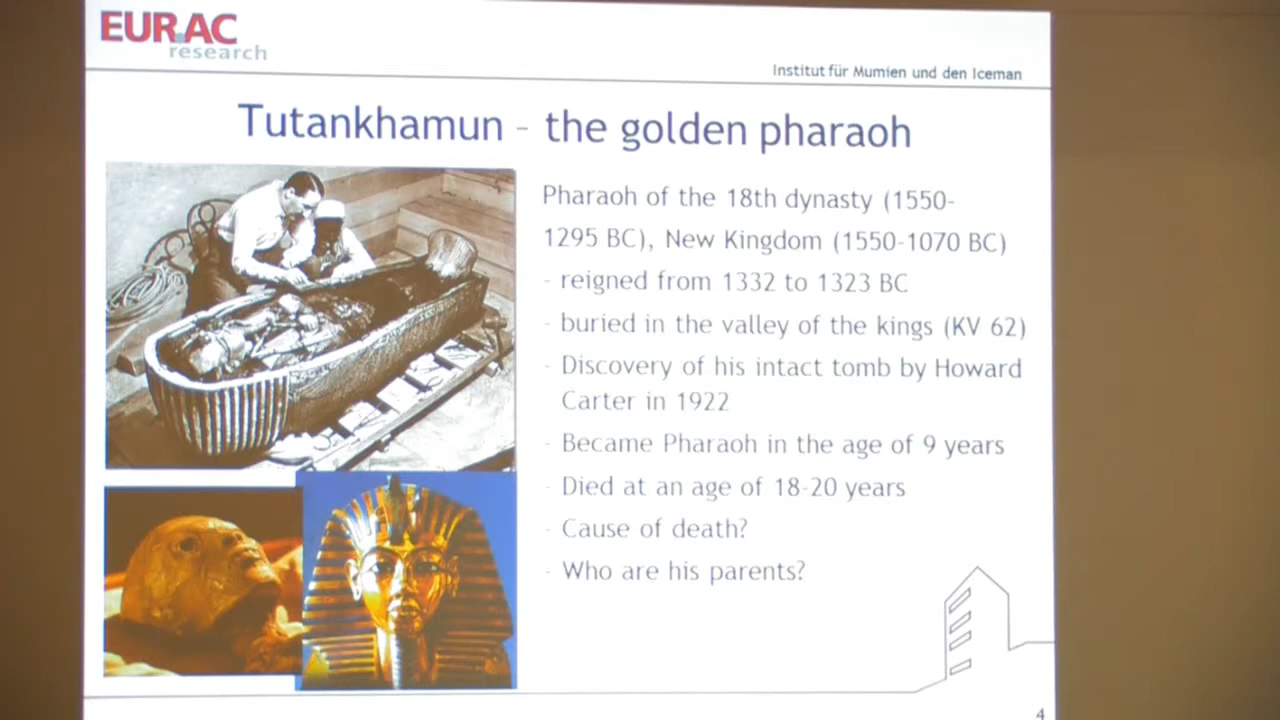 EURAC
research
Institut für Mumien und den Iceman
Tutankhamun - the golden pharaoh
Pharaoh of the 18th dynasty (1550-
1295 BC), New Kingdom (1550-1070 BC)
- reigned from 1332 to 1323 BC
- buried in the valley of the kings (KV 62)
- Discovery of his intact tomb by Howard
Carter in 1922
- Became Pharaoh in the age of 9 years
- Died at an age of 18-20 years
- Cause of death?
- Who are his parents?
4